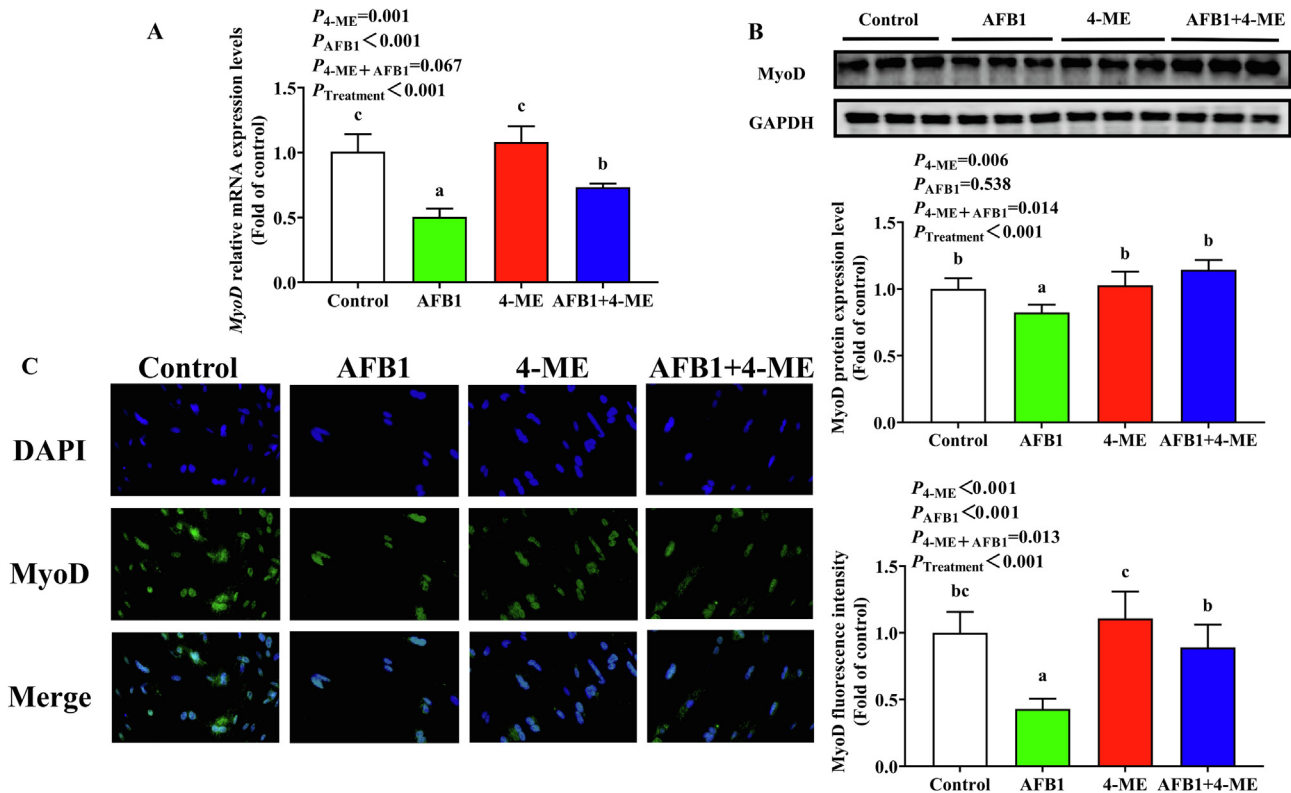 A
P4-ME=0.001
PAFB1<0.001
P4-ME+AFB1=0.067
PTreatment<0.001
MyoD relative mRNA expression levels
(Fold of control)
1.5
1.0
0.5
0.0
c
a
c
b
Control AFB1 4-ME AFB1+4-ME
B
Control AFB1 4-ME AFB1+4-ME
MyoD
GAPDH
P4-ME=0.006
PAFB1=0.538
P4-ME+AFB1=0.014
PTreatment<0.001
MyoD protein expression level
(Fold of control)
1.5
1.0
0.5
0.0
b
a
b
b
Control AFB1 4-ME AFB1+4-ME
C
Control AFB1 4-ME AFB1+4-ME
DAPI
MyoD
Merge
P4-ME<0.001
PAFB1<0.001
P4-ME+AFB1=0.013
PTreatment<0.001
MyoD fluorescence intensity
(Fold of control)
1.5
1.0
0.5
0.0
bc
a
c
b
Control AFB1 4-ME AFB1+4-ME